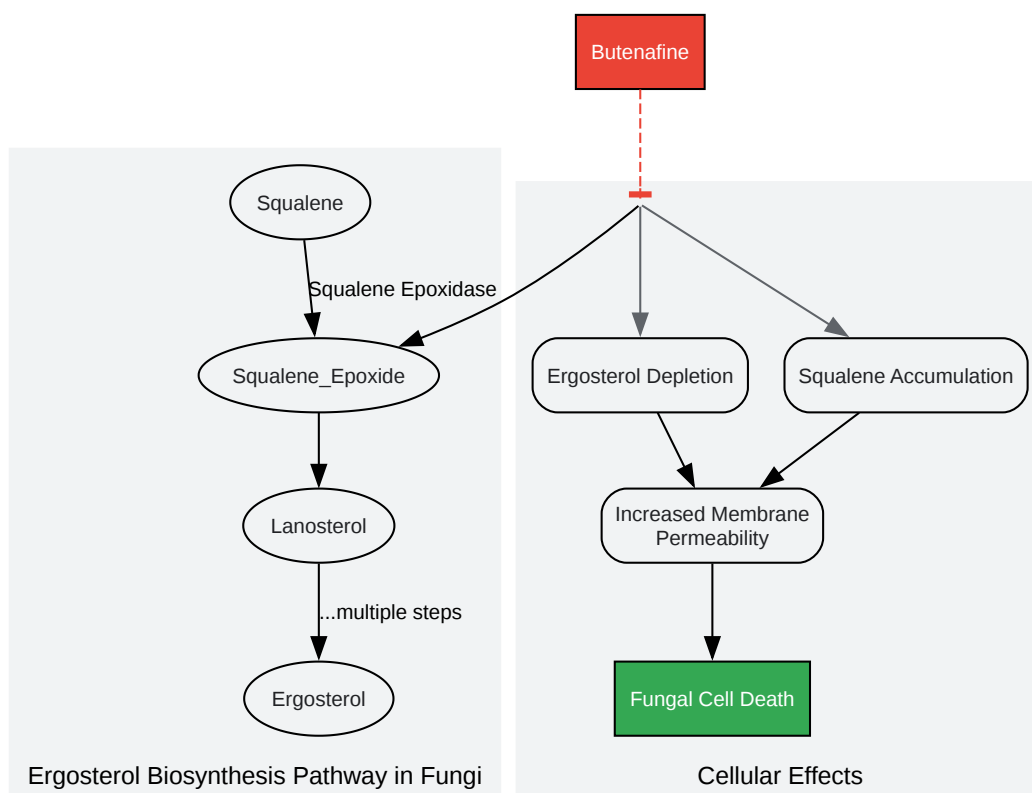 Butenafine
Squalene
Squalene Epoxidase
Squalene_Epoxide
Lanosterol
...multiple steps
Ergosterol
Ergosterol Biosynthesis Pathway in Fungi
Ergosterol Depletion
Squalene Accumulation
Increased Membrane
Permeability
Fungal Cell Death
Cellular Effects